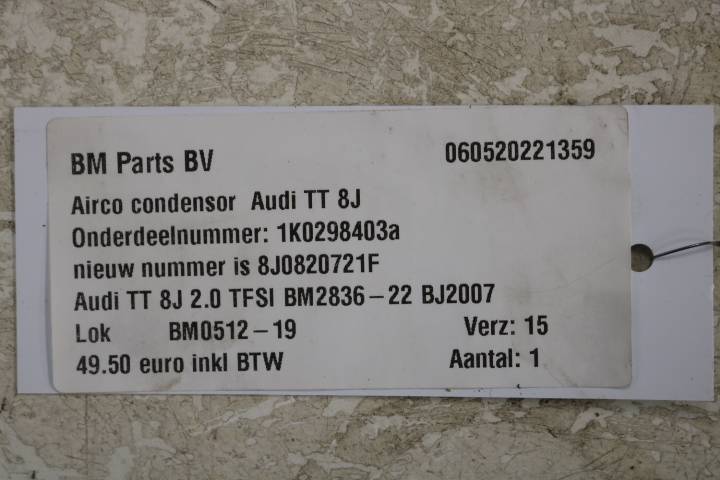 BM Parts BV 060520221359
Airco condensor Audi TT 8J
Onderdeelnummer: 1K0298403a
nieuw nummer is 8J0820721F
Audi TT 8J 2.0 TFSI BM2836-22 BJ2007
Lok BM0512-19 Verz: 15
49.50 euro inkl BTW Aantal: 1